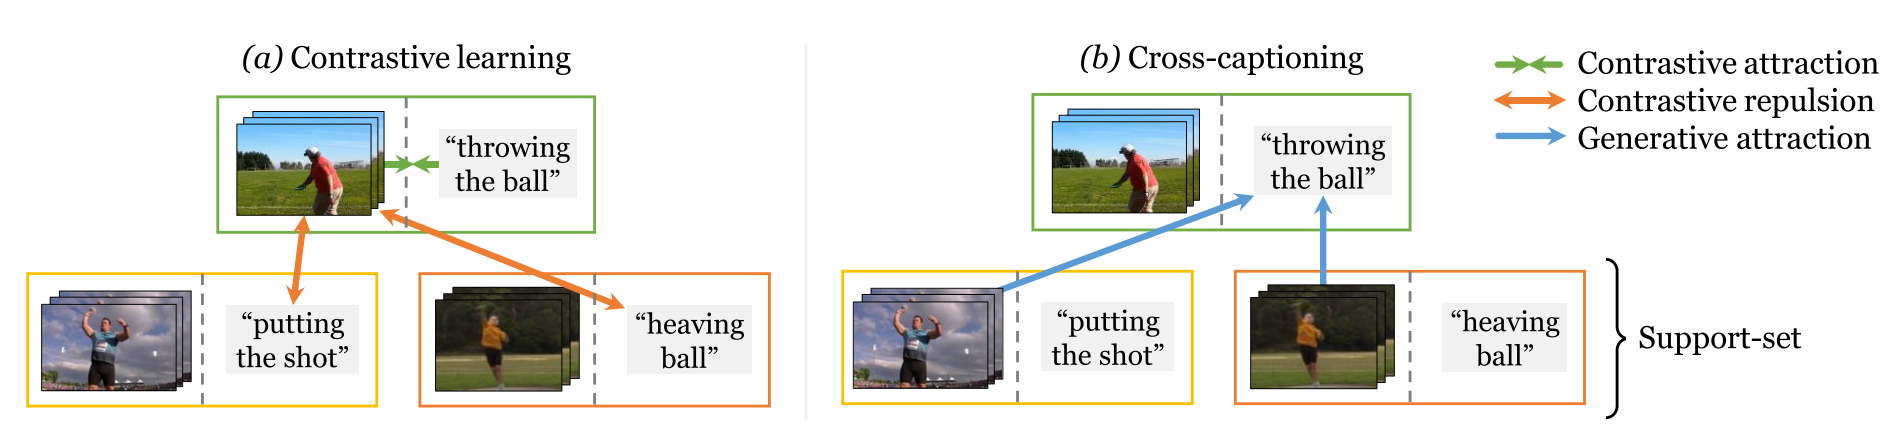 (a) Contrastive learning
“throwing
the ball”
“putting
the shot”
“heaving
ball”
(b) Cross-captioning
“throwing
the ball”
“putting
the shot”
“heaving
ball”
Support-set
Contrastive attraction
Contrastive repulsion
Generative attraction